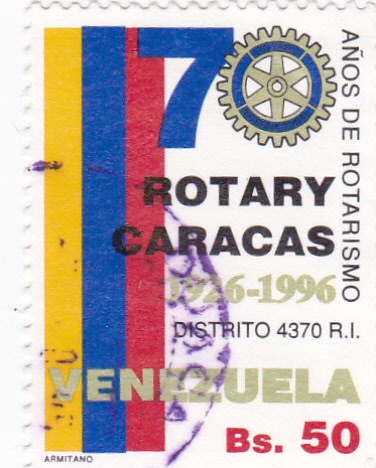 70
AÑOS DE ROTARISMO
ROTARY
CARACAS
1926-1996
DISTRITO 4370 R.I.
VENEZUELA
Bs. 50
ARMITANO